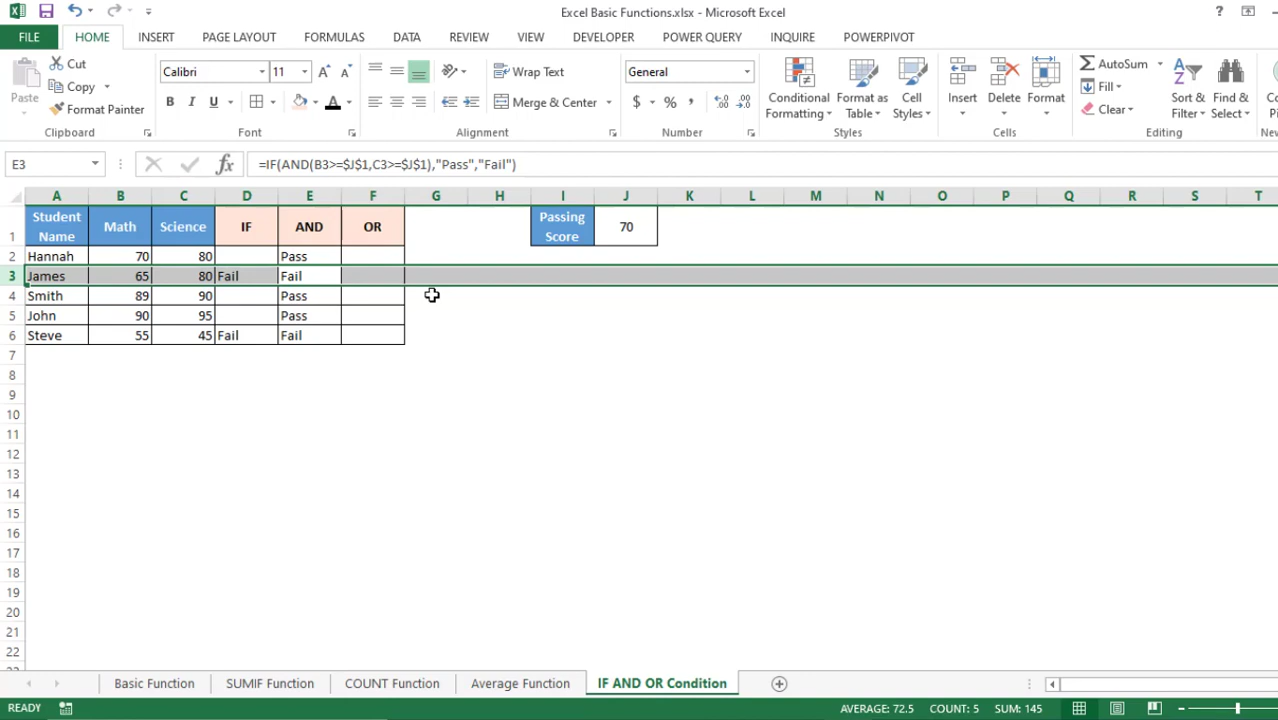 Excel Basic Functions.xlsx - Microsoft Excel
?
FILE HOME INSERT PAGE LAYOUT FORMULAS DATA REVIEW VIEW DEVELOPER POWER QUERY INQUIRE POWERPIVOT
Paste
Cut
Copy
Format Painter
Clipboard
Calibri 11
B I U A
Font
Wrap Text
Merge & Center
Alignment
General
$ % ,
Number
Conditional
Formatting
Format as
Table
Cell
Styles
Styles
Insert
Delete
Format
Cells
AutoSum
Fill
Clear
Sort &
Filter
Find &
Select
Editing
E3 fx =IF(AND(B3>=$J$1,C3>=$J$1),"Pass","Fail")
A B C D E F G H I J K L M N O P Q R S T
1 Student Name Math Science IF AND OR Passing Score 70
2 Hannah 70 80 Pass
3 James 65 80 Fail Fail
4 Smith 89 90 Pass
5 John 90 95 Pass
6 Steve 55 45 Fail Fail
7
8
9
10
11
12
13
14
15
16
17
18
19
20
21
22
Basic Function SUMIF Function COUNT Function Average Function IF AND OR Condition
READY AVERAGE: 72.5 COUNT: 5 SUM: 145